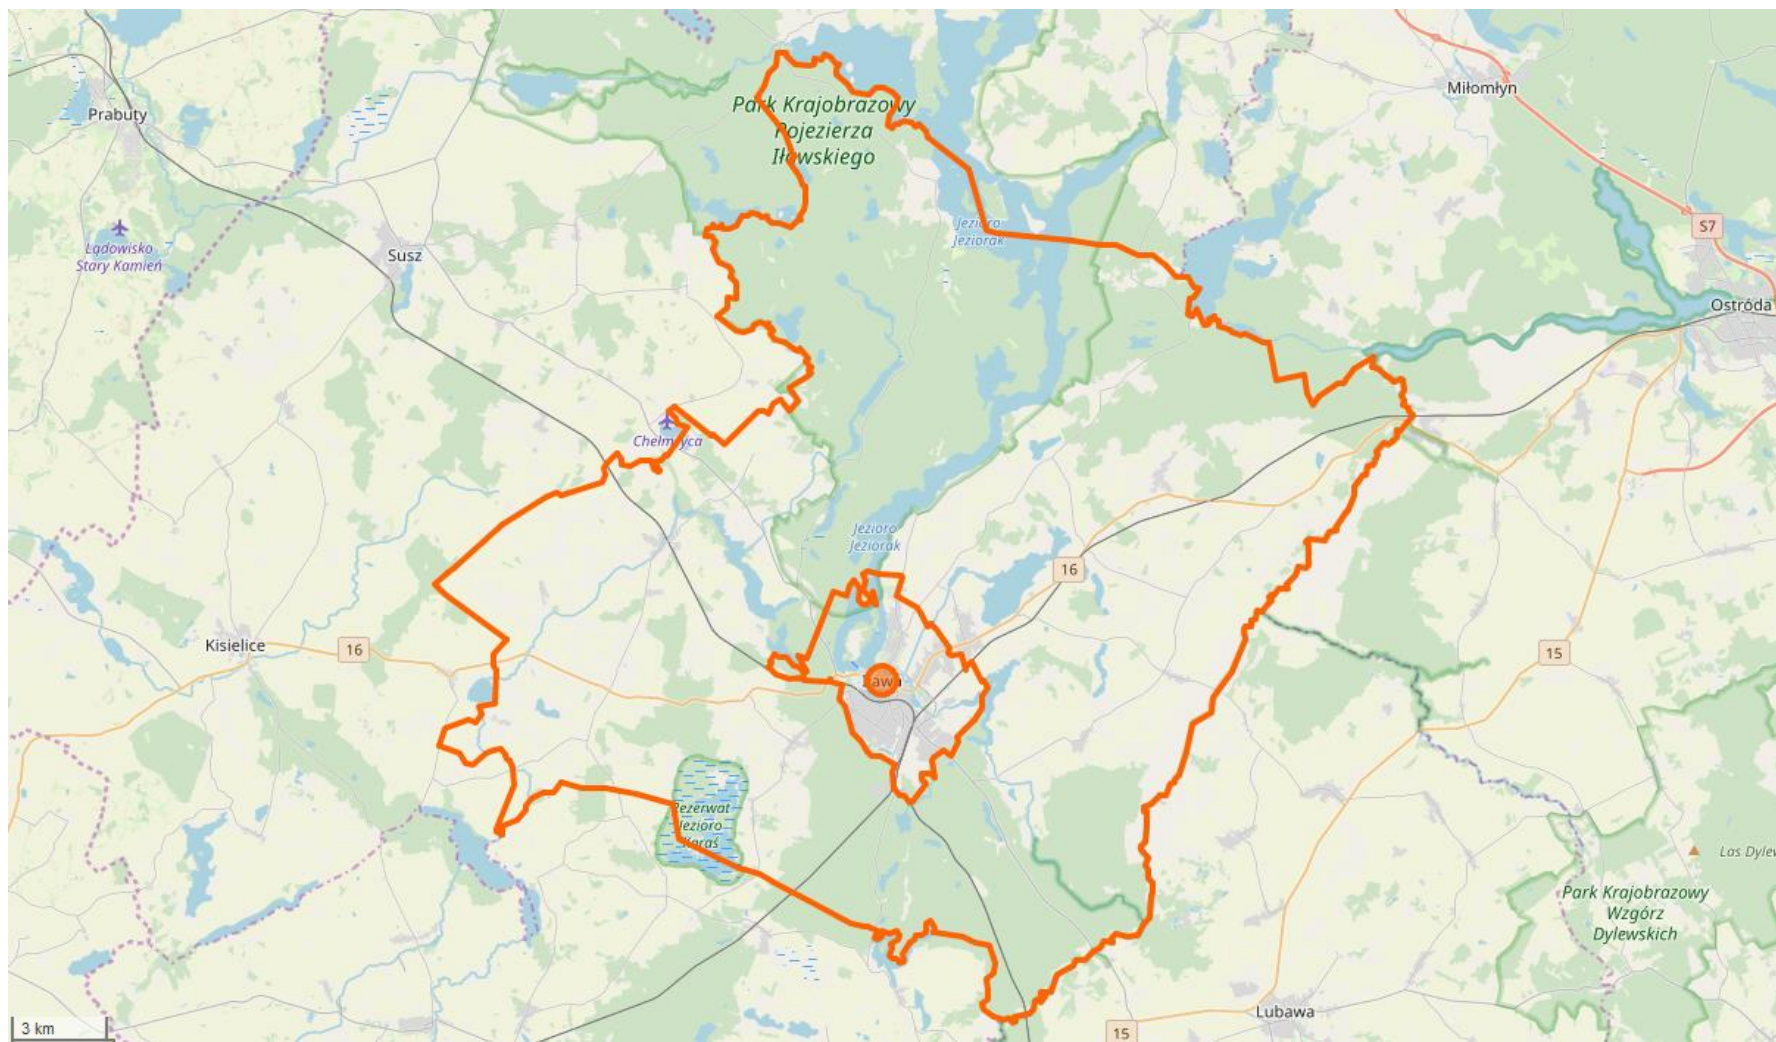 Park Krajobrazowy
Pojezierza
Iławskiego
Miłomłyn
Prabuty
Lądowisko
Stary Kamień
Susz
Jezioro
Jeziorak
S7
Ostróda
Chełmżyca
Jezioro
Jeziorak
16
Kisielice
16
15
Iława
Rezerwat
Jezioro
Karaś
Las Dylew
Park Krajobrazowy
Wzgórz
Dylewskich
Lubawa
15
3 km